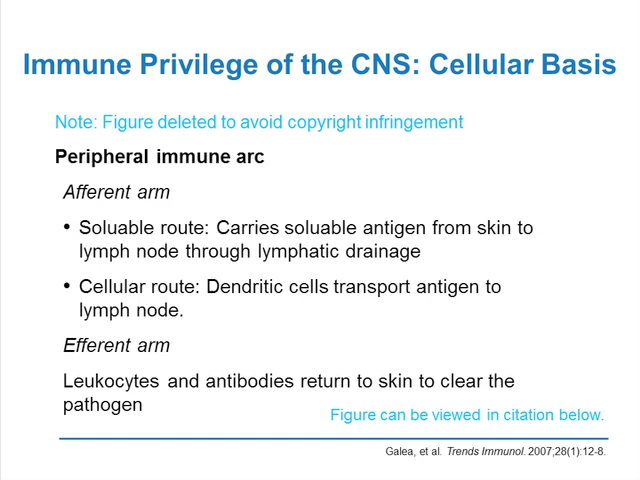 Immune Privilege of the CNS: Cellular Basis
Note: Figure deleted to avoid copyright infringement
Peripheral immune arc
Afferent arm
• Soluable route: Carries soluable antigen from skin to
lymph node through lymphatic drainage
• Cellular route: Dendritic cells transport antigen to
lymph node.
Efferent arm
Leukocytes and antibodies return to skin to clear the
pathogen
Figure can be viewed in citation below.
Galea, et al. Trends Immunol. 2007;28(1):12-8.